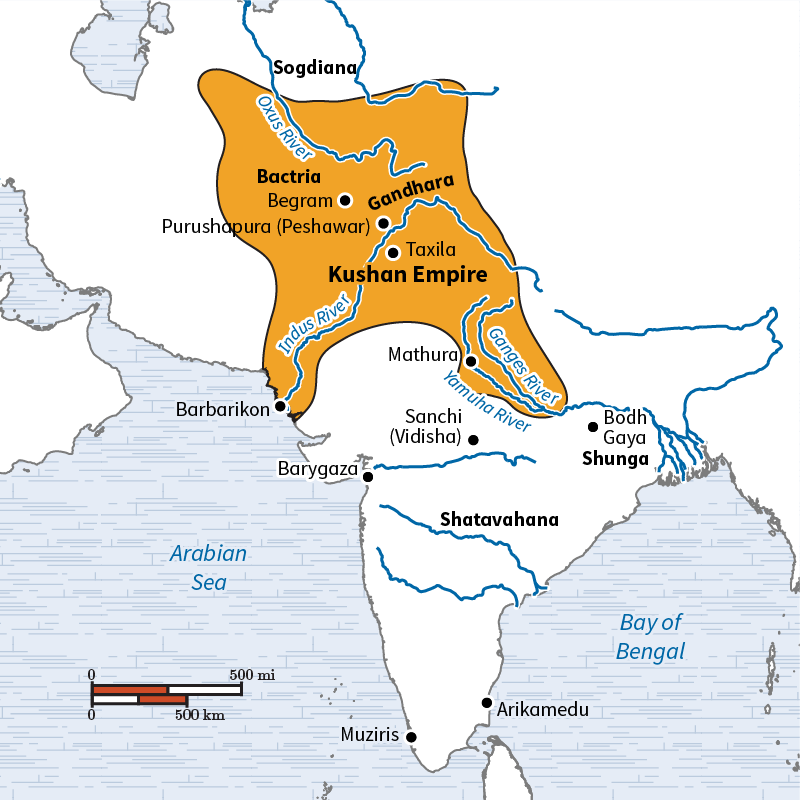 Sogdiana
Oxus River
Bactria
Gandhara
Begram
Purushapura (Peshawar)
Taxila
Kushan Empire
Indus River
Ganges River
Mathura
Yamuha River
Barbarikon
Sanchi
(Vidisha)
Bodh
Gaya
Shunga
Barygaza
Shatavahana
Arabian
Sea
Bay of
Bengal
0 500 mi
0 500 km
Arikamedu
Muziris